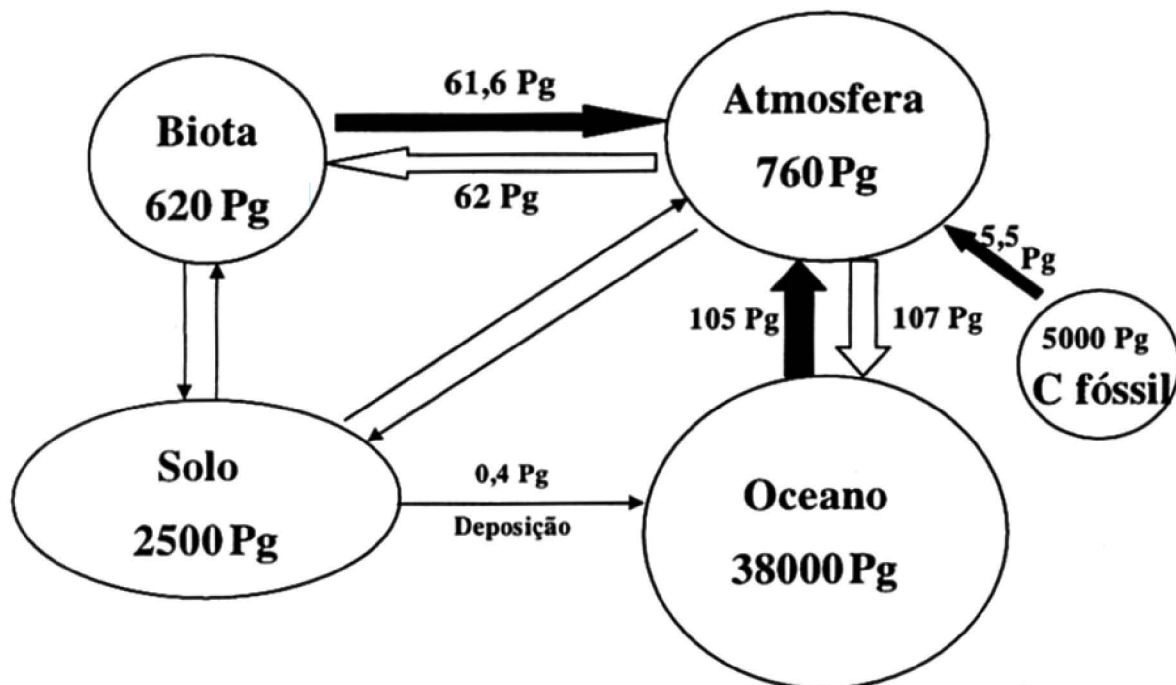 61,6 Pg
Biota
620 Pg
62 Pg
Atmosfera
760 Pg
5,5
Pg
105 Pg
107 Pg
5000 Pg
C fóssil
Solo
2500 Pg
0,4 Pg
Deposição
Oceano
38000 Pg